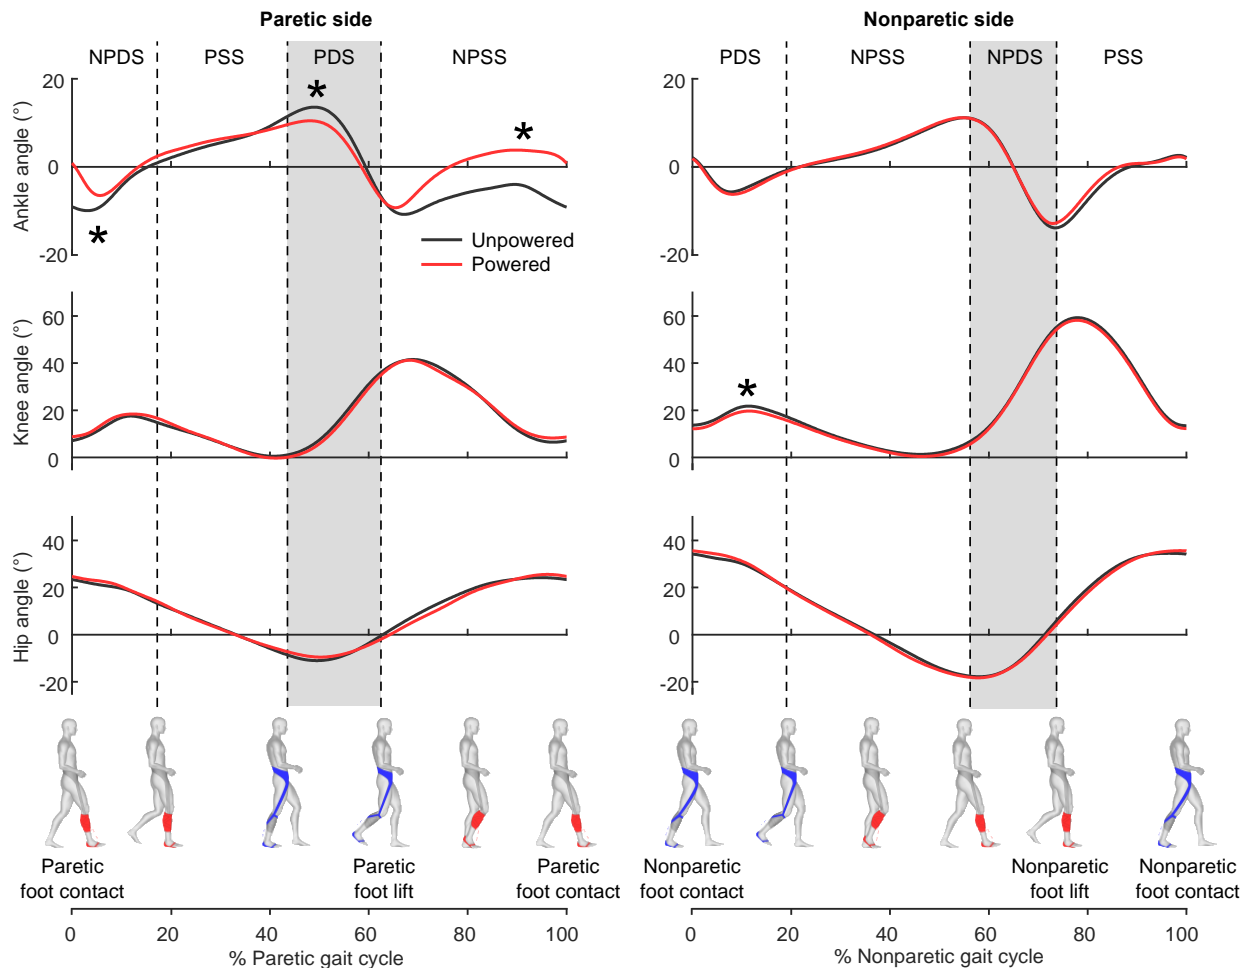 Paretic side
Nonparetic side
NPDS PSS PDS NPSS
PDS NPSS NPDS PSS
Ankle angle (°)
20
0
-20
*
*
*
Unpowered
Powered
20
0
-20
Knee angle (°)
60
40
20
0
60
40
20
0
*
Hip angle (°)
40
20
0
-20
40
20
0
-20
Paretic
foot contact
Paretic
foot lift
Paretic
foot contact
Nonparetic
foot contact
Nonparetic
foot lift
Nonparetic
foot contact
0 20 40 60 80 100
% Paretic gait cycle
0 20 40 60 80 100
% Nonparetic gait cycle